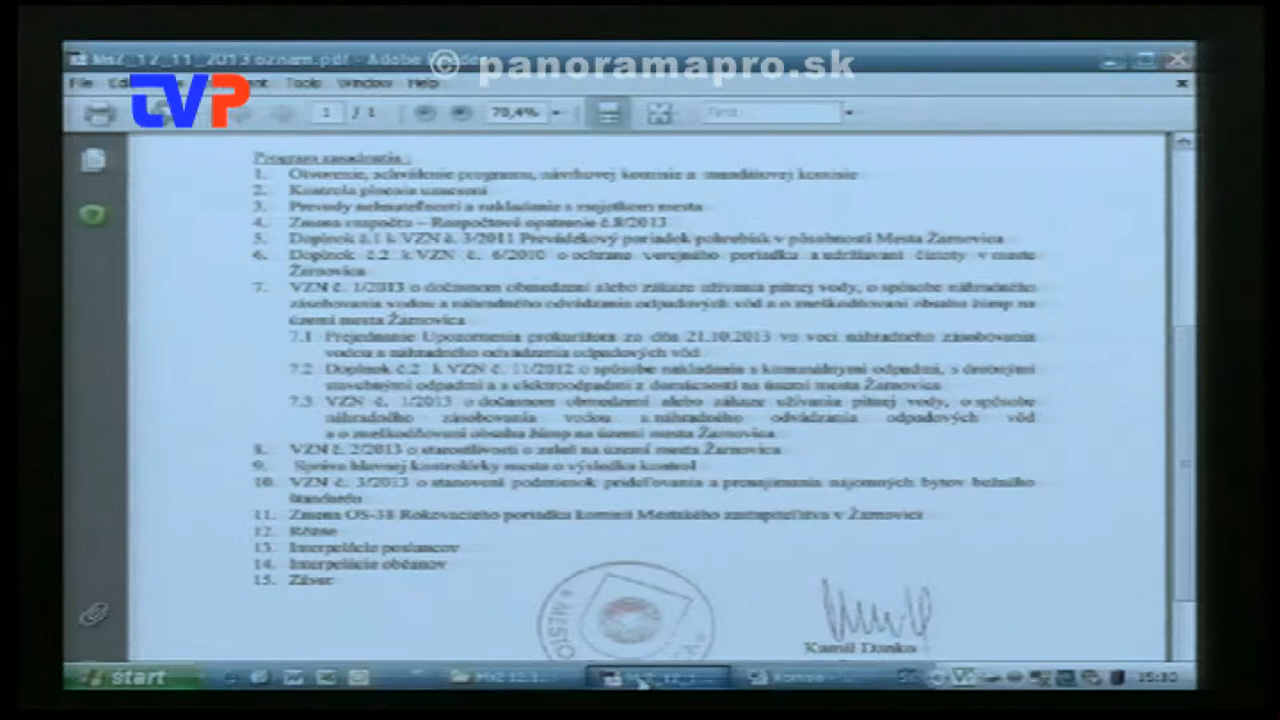 MsZ_12_11_2013 oznam.pdf - Adobe
© panoramapro.sk
File
Tools Window Help
TVP
1 / 1 70,4% Find
Program zasadnutia :
1. Otvorenie, schválenie programu, návrhovej komisie a mandátovej komisie
2. Kontrola plnenia uznesení
3. Prevody nehnuteľností a nakladanie s majetkom mesta
4. Zmena rozpočtu – Rozpočtové opatrenie č.8/2013
5. Doplnok č.1 k VZN č. 3/2011 Prevádzkový poriadok pohrebísk v pôsobnosti Mesta Žarnovica
6. Doplnok č.2 k VZN č. 6/2010 o ochrane verejného poriadku a udržiavaní čistoty v meste
Žarnovica
7. VZN č. 1/2013 o dočasnom obmedzení alebo zákaze užívania pitnej vody, o spôsobe náhradného
zásobovania vodou a náhradného odvádzania odpadových vôd a o zneškodňovaní obsahu žúmp na
území mesta Žarnovica
7.1 Prejednanie Upozornenia prokurátora zo dňa 21.10.2013 vo veci náhradného zásobovania
vodou a náhradného odvádzania odpadových vôd
7.2 Doplnok č.2 k VZN č. 11/2012 o spôsobe nakladania s komunálnymi odpadmi, s drobnými
stavebnými odpadmi a s elektroodpadmi z domácností na území mesta Žarnovica
7.3 VZN č. 1/2013 o dočasnom obmedzení alebo zákaze užívania pitnej vody, o spôsobe
náhradného zásobovania vodou a náhradného odvádzania odpadových vôd
a o zneškodňovaní obsahu žúmp na území mesta Žarnovica
8. VZN č. 2/2013 o starostlivosti o zeleň na území mesta Žarnovica
9. Správa hlavnej kontrolórky mesta o výsledku kontrol
10. VZN č. 3/2013 o stanovení podmienok prideľovania a prenajímania nájomných bytov bežného
štandardu
11. Zmena OS-38 Rokovacieho poriadku komisií Mestského zastupiteľstva v Žarnovici
12. Rôzne
13. Interpelácie poslancov
14. Interpelácie občanov
15. Záver
MESTO
Kamil Danko
start MsZ 12.1... MsZ_12_1... 15:10